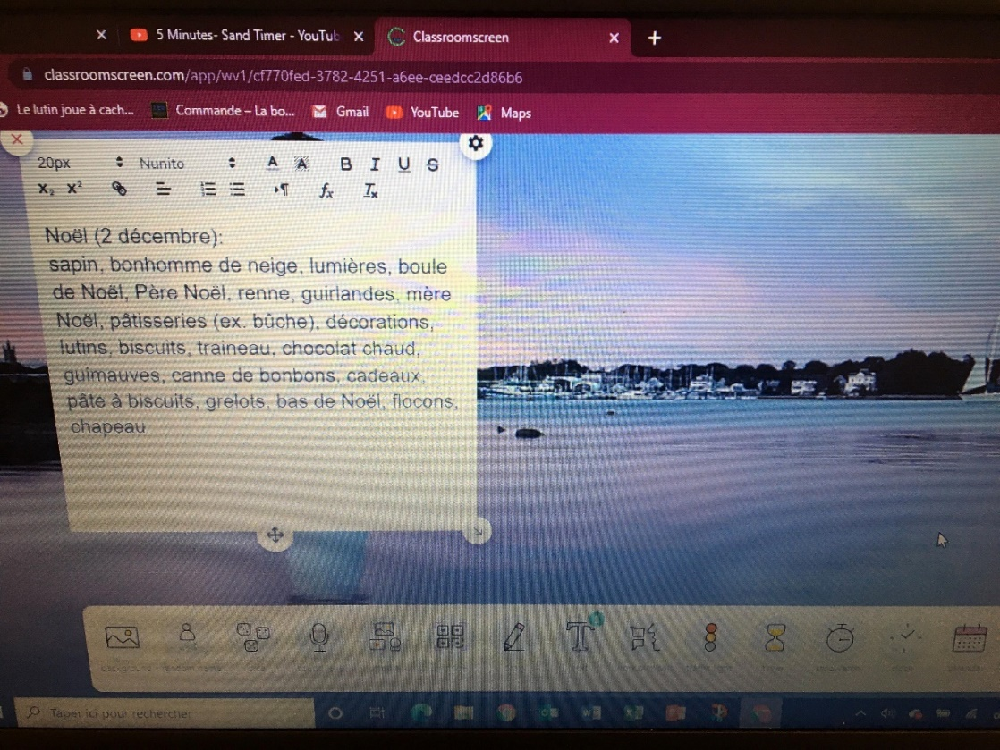 5 Minutes- Sand Timer - YouTub
Classroomscreen
classroomscreen.com/app/wv1/cf770fed-3782-4251-a6ee-ceedcc2d86b6
Le lutin joue à cach...
Commande – La bo...
Gmail
YouTube
Maps
20px
Nunito
Noël (2 décembre):
sapin, bonhomme de neige, lumières, boule
de Noël, Père Noël, renne, guirlandes, mère
Noël, pâtisseries (ex. bûche), décorations,
lutins, biscuits, traineau, chocolat chaud,
guimauves, canne de bonbons, cadeaux,
pâte à biscuits, grelots, bas de Noël, flocons,
chapeau
background random name
Taper ici pour rechercher